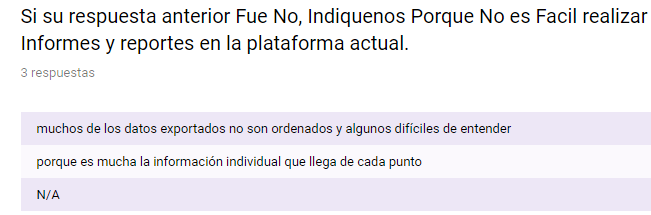 Si su respuesta anterior Fue No, Indiquenos Porque No es Facil realizar
Informes y reportes en la plataforma actual.
3 respuestas
muchos de los datos exportados no son ordenados y algunos difíciles de entender
porque es mucha la información individual que llega de cada punto
N/A